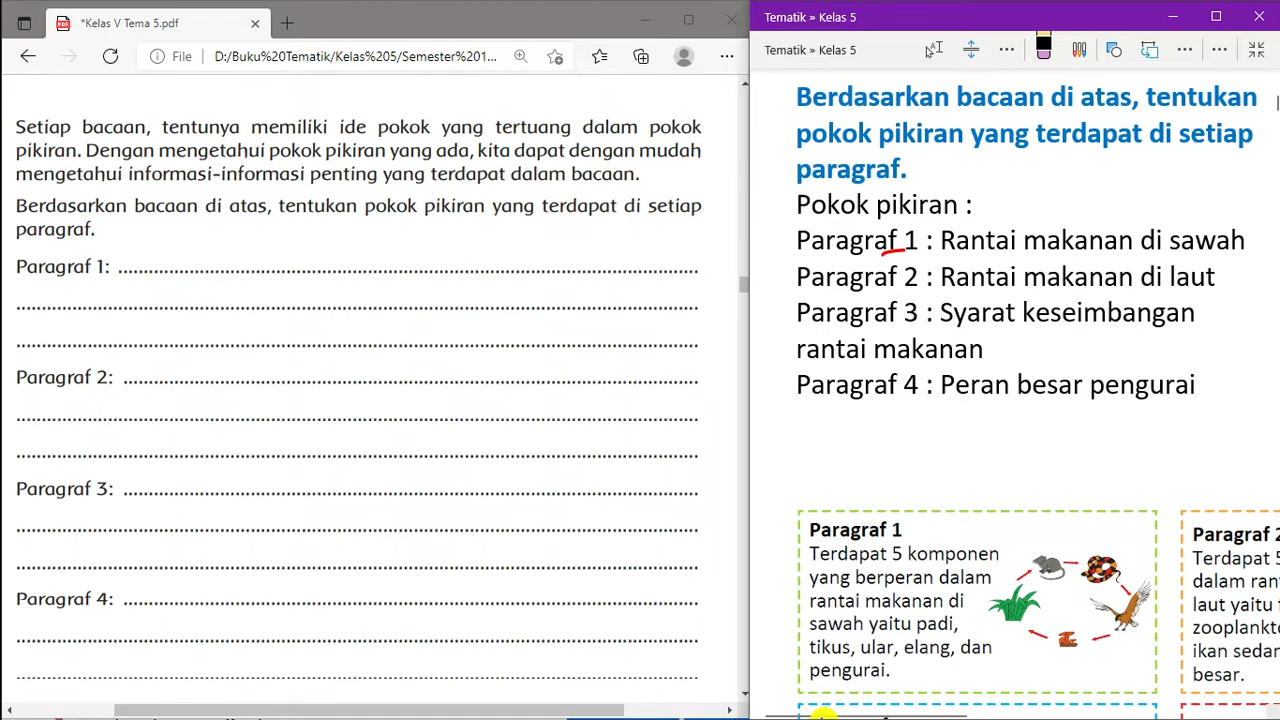 *Kelas V Tema 5.pdf
File
D:/Buku%20Tematik/Kelas%205/Semester%201...
Setiap bacaan, tentunya memiliki ide pokok yang tertuang dalam pokok
pikiran. Dengan mengetahui pokok pikiran yang ada, kita dapat dengan mudah
mengetahui informasi-informasi penting yang terdapat dalam bacaan.
Berdasarkan bacaan di atas, tentukan pokok pikiran yang terdapat di setiap
paragraf.
Paragraf 1:
Paragraf 2:
Paragraf 3:
Paragraf 4:
Tematik » Kelas 5
Tematik » Kelas 5
Berdasarkan bacaan di atas, tentukan
pokok pikiran yang terdapat di setiap
paragraf.
Pokok pikiran :
Paragraf 1 : Rantai makanan di sawah
Paragraf 2 : Rantai makanan di laut
Paragraf 3 : Syarat keseimbangan
rantai makanan
Paragraf 4 : Peran besar pengurai
Paragraf 1
Terdapat 5 komponen
yang berperan dalam
rantai makanan di
sawah yaitu padi,
tikus, ular, elang, dan
pengurai.
Paragraf 2
Terdapat 5
dalam ran
laut yaitu
zooplankto
ikan sedan
besar.